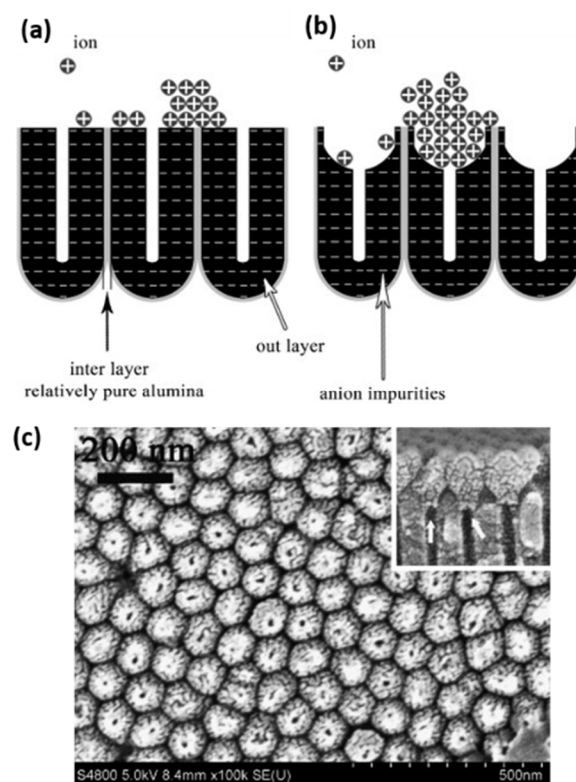 (a)
ion
inter layer
relatively pure alumina
out layer
(b)
ion
anion impurities
(c)
200 nm
S4800 5.0kV 8.4mm x100k SE(U)
500nm